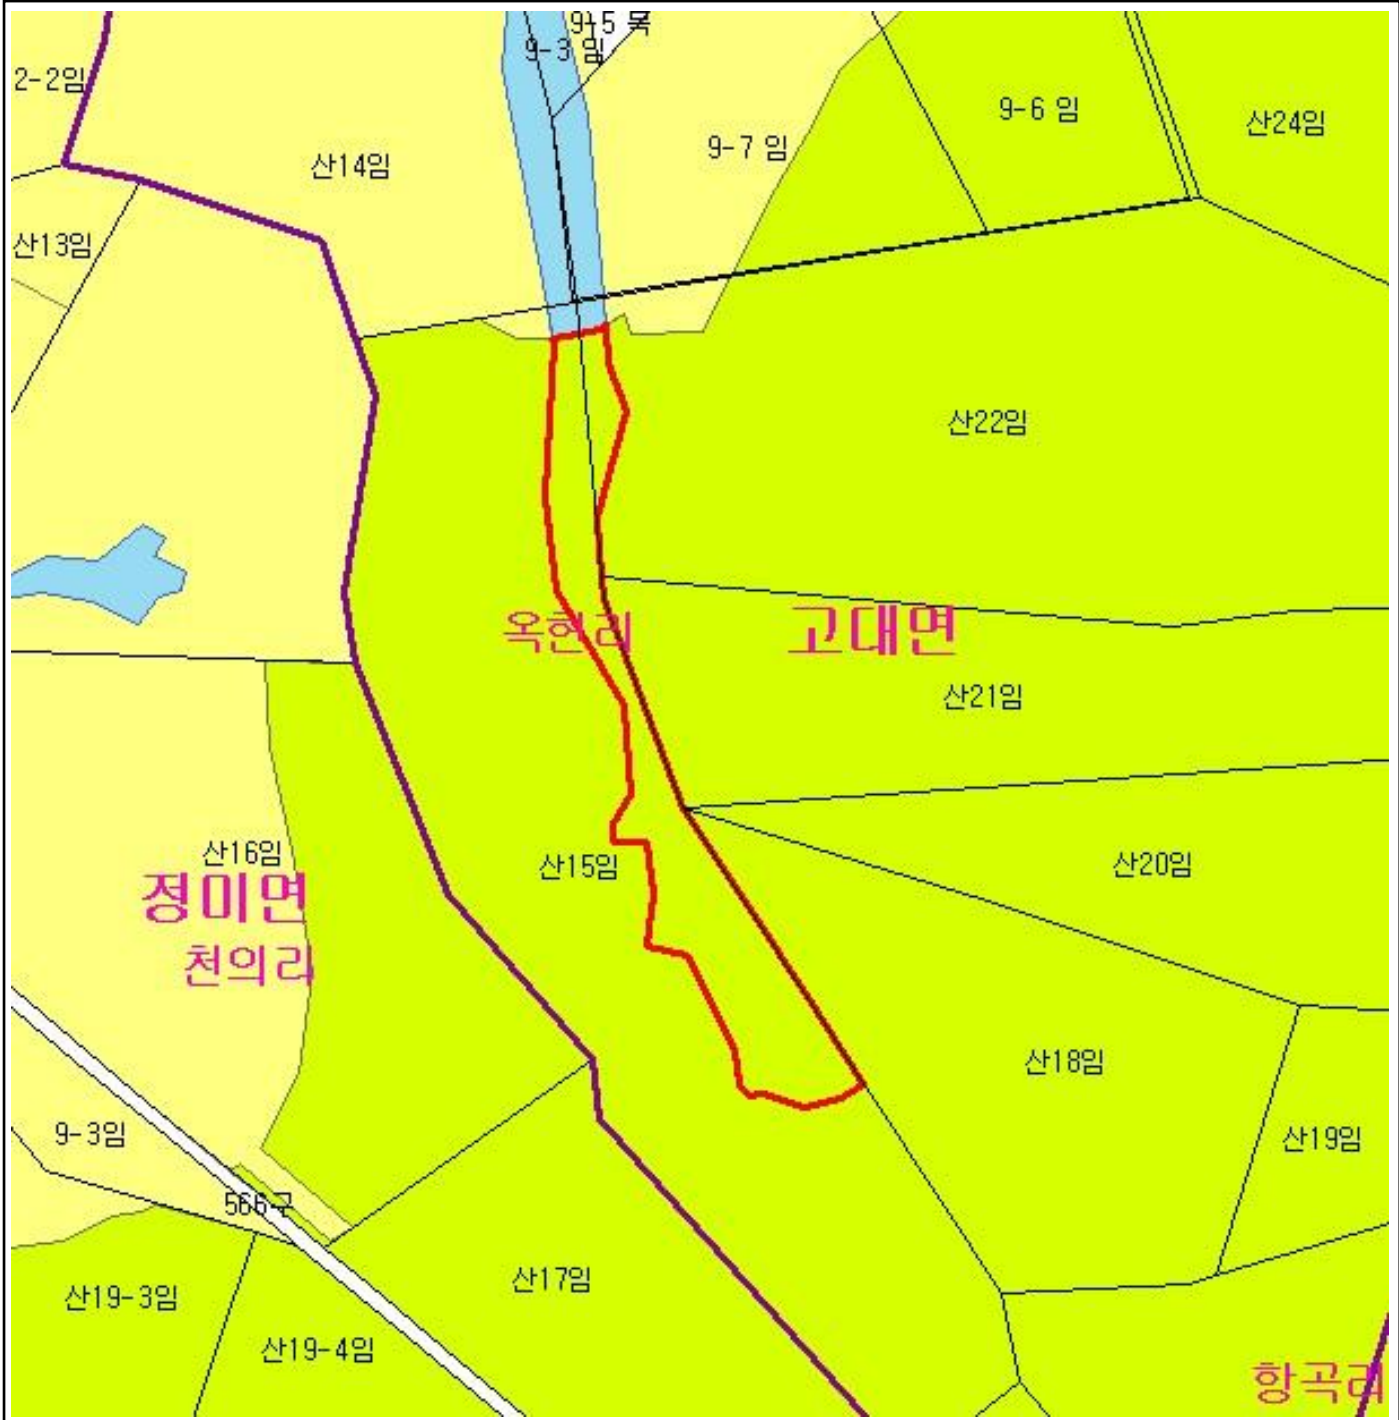 9-5 목
9-3 임
2-2임
9-6 임
산24임
9-7 임
산14임
산13임
산22임
옥현리
고대면
산21임
산16임
산15임
산20임
정미면
천의리
산18임
9-3임
산19임
566구
산17임
산19-3임
산19-4임
항곡리